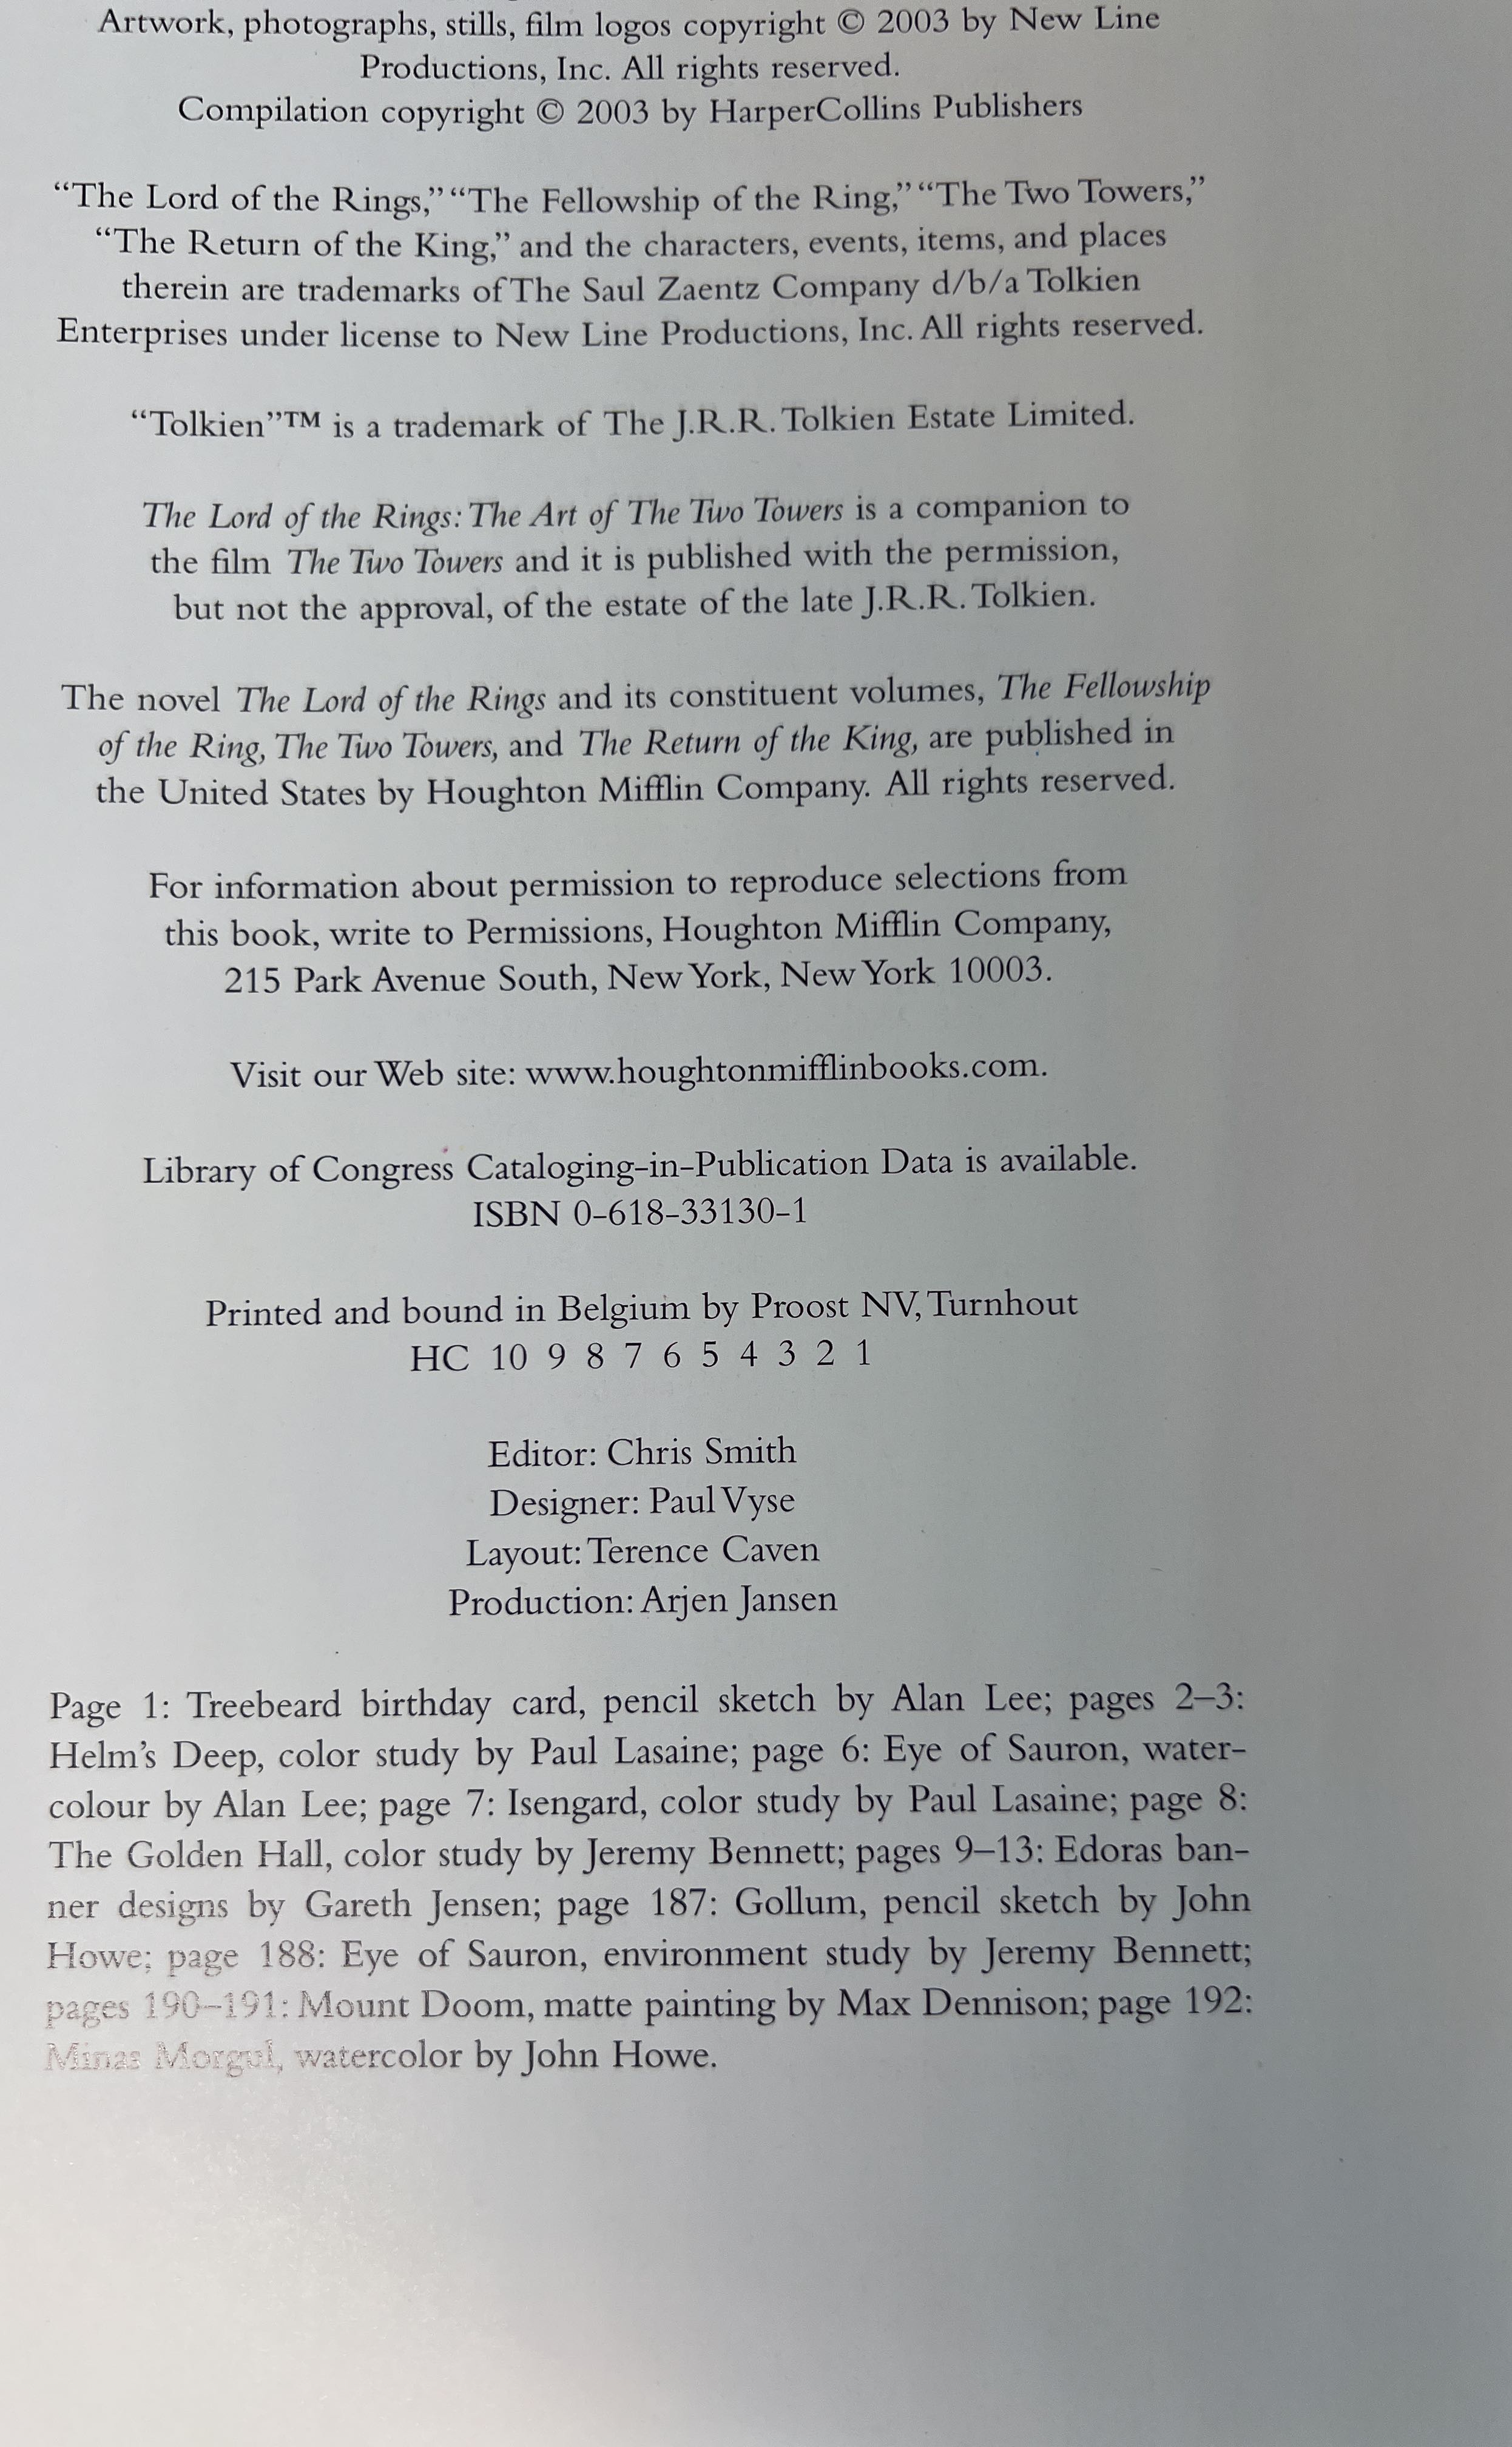 Artwork, photographs, stills, film logos copyright © 2003 by New Line
Productions, Inc. All rights reserved.
Compilation copyright © 2003 by HarperCollins Publishers
“The Lord of the Rings,” “The Fellowship of the Ring,” “The Two Towers,”
“The Return of the King,” and the characters, events, items, and places
therein are trademarks of The Saul Zaentz Company d/b/a Tolkien
Enterprises under license to New Line Productions, Inc. All rights reserved.
“Tolkien”™ is a trademark of The J.R.R. Tolkien Estate Limited.
The Lord of the Rings: The Art of The Two Towers is a companion to
the film The Two Towers and it is published with the permission,
but not the approval, of the estate of the late J.R.R. Tolkien.
The novel The Lord of the Rings and its constituent volumes, The Fellowship
of the Ring, The Two Towers, and The Return of the King, are published in
the United States by Houghton Mifflin Company. All rights reserved.
For information about permission to reproduce selections from
this book, write to Permissions, Houghton Mifflin Company,
215 Park Avenue South, New York, New York 10003.
Visit our Web site: www.houghtonmifflinbooks.com.
Library of Congress Cataloging-in-Publication Data is available.
ISBN 0-618-33130-1
Printed and bound in Belgium by Proost NV, Turnhout
HC 10 9 8 7 6 5 4 3 2 1
Editor: Chris Smith
Designer: Paul Vyse
Layout: Terence Caven
Production: Arjen Jansen
Page 1: Treebeard birthday card, pencil sketch by Alan Lee; pages 2–3:
Helm’s Deep, color study by Paul Lasaine; page 6: Eye of Sauron, water-
colour by Alan Lee; page 7: Isengard, color study by Paul Lasaine; page 8:
The Golden Hall, color study by Jeremy Bennett; pages 9–13: Edoras ban-
ner designs by Gareth Jensen; page 187: Gollum, pencil sketch by John
Howe; page 188: Eye of Sauron, environment study by Jeremy Bennett;
pages 190–191: Mount Doom, matte painting by Max Dennison; page 192:
Minas Morgul, watercolor by John Howe.